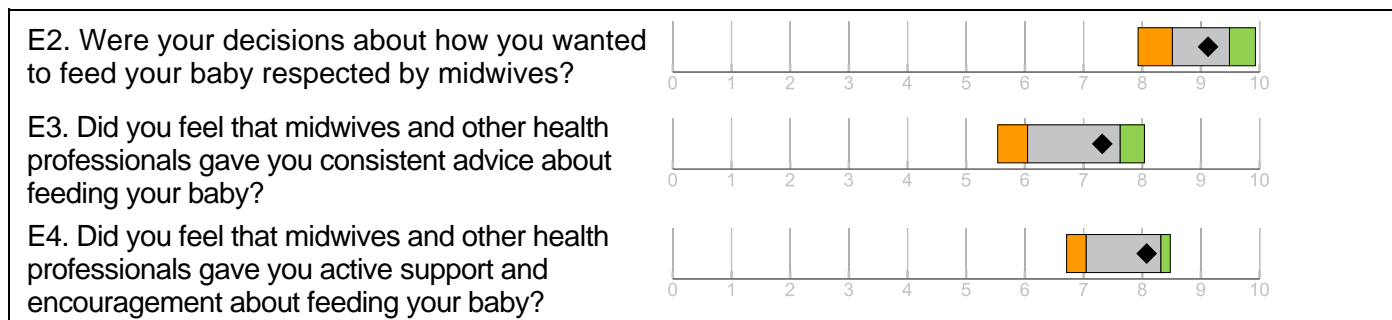 E2. Were your decisions about how you wanted
to feed your baby respected by midwives?
0 1 2 3 4 5 6 7 8 9 10
E3. Did you feel that midwives and other health
professionals gave you consistent advice about
feeding your baby?
0 1 2 3 4 5 6 7 8 9 10
E4. Did you feel that midwives and other health
professionals gave you active support and
encouragement about feeding your baby?
0 1 2 3 4 5 6 7 8 9 10